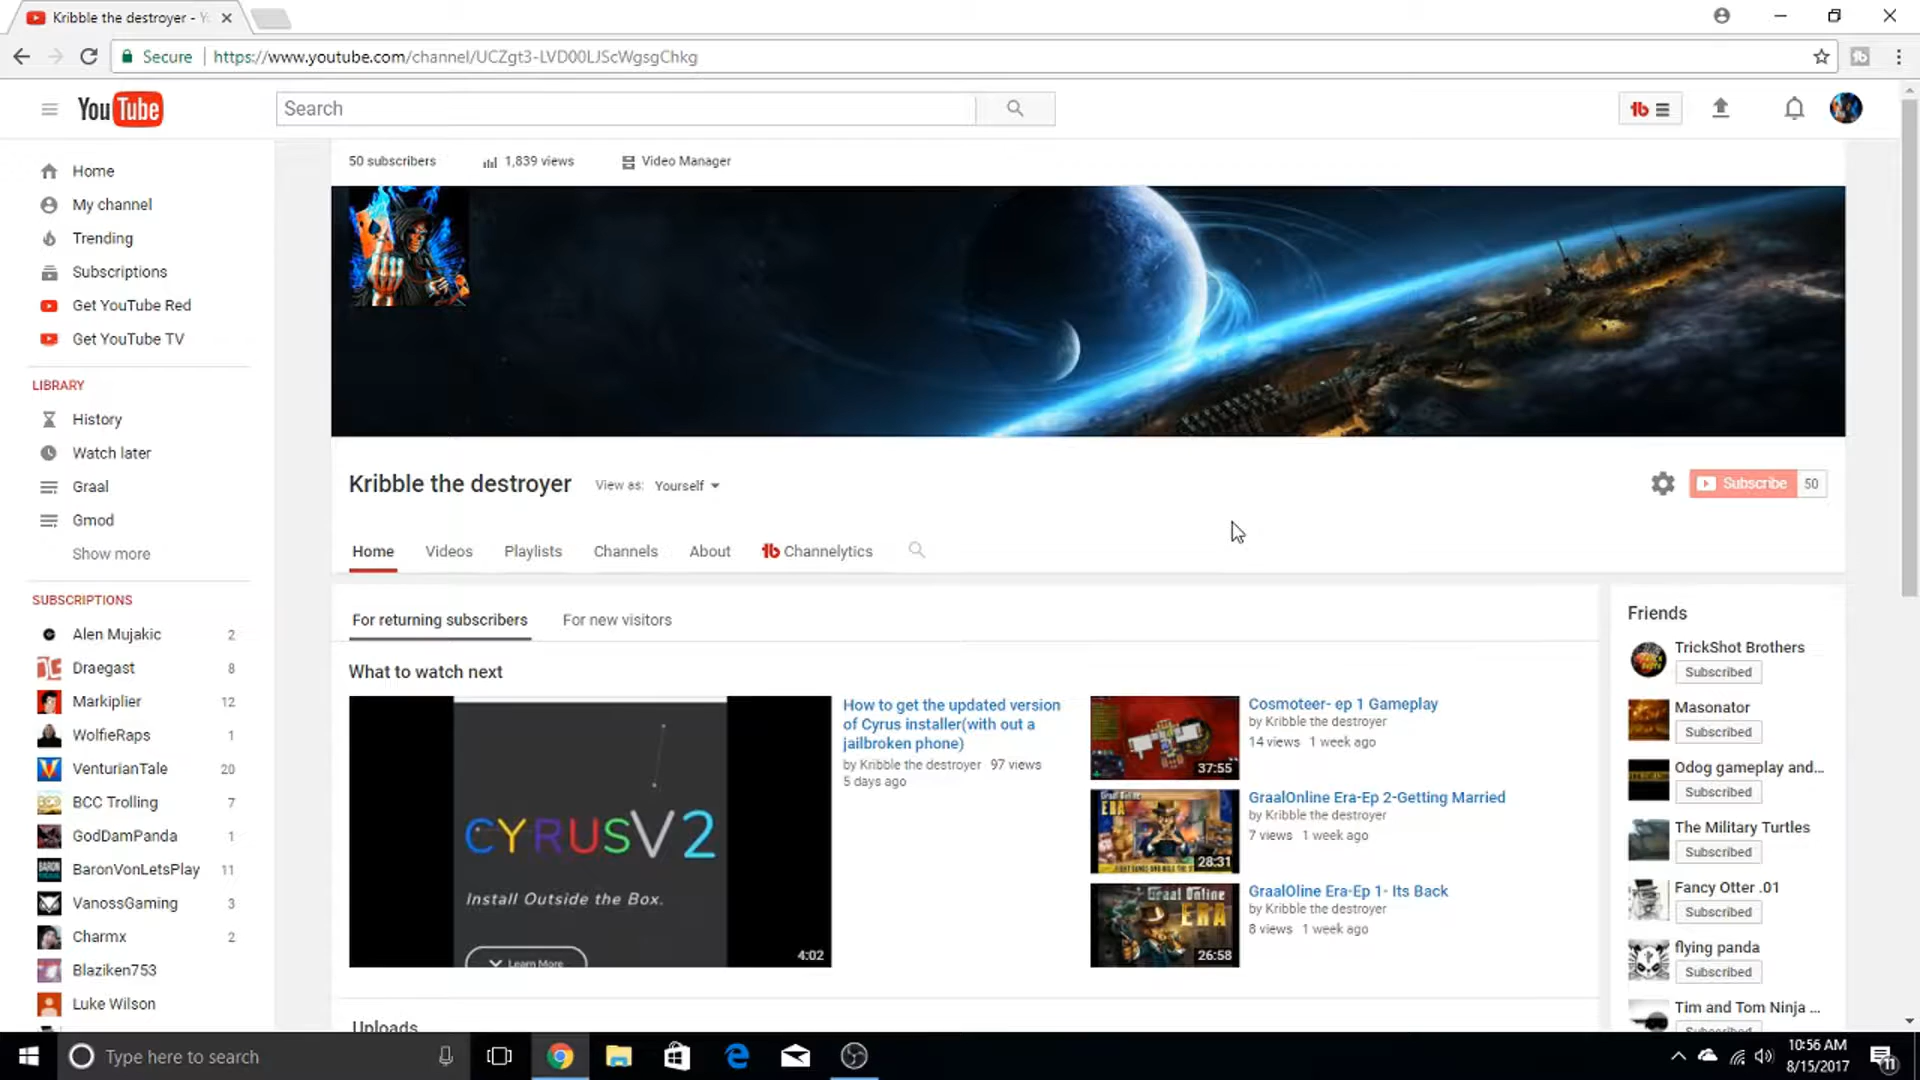 Kribble the destroyer - Y
Secure
https://www.youtube.com/channel/UCZgt3-LVD00LJScWgsgChkg
YouTube
Search
50 subscribers
1,839 views
Video Manager
Home
My channel
Trending
Subscriptions
Get YouTube Red
Get YouTube TV
LIBRARY
History
Watch later
Graal
Gmod
Show more
SUBSCRIPTIONS
Alen Mujakic 2
Draegast 8
Markiplier 12
WolfieRaps 1
VenturianTale 20
BCC Trolling 7
GodDamPanda 1
BaronVonLetsPlay 11
VanossGaming 3
Charmx 2
Blaziken753
Luke Wilson
Kribble the destroyer
View as: Yourself
Subscribe 50
Home
Videos
Playlists
Channels
About
Channelytics
For returning subscribers
For new visitors
What to watch next
CYRUSV2
Install Outside the Box.
Learn More
4:02
How to get the updated version
of Cyrus installer(with out a
jailbroken phone)
by Kribble the destroyer 97 views
5 days ago
37:55
Cosmoteer- ep 1 Gameplay
by Kribble the destroyer
14 views 1 week ago
ERA
28:31
GraalOnline Era-Ep 2-Getting Married
by Kribble the destroyer
7 views 1 week ago
Graal Online
ERA
26:58
GraalOline Era-Ep 1- Its Back
by Kribble the destroyer
8 views 1 week ago
Uploads
Friends
TrickShot Brothers
Subscribed
Masonator
Subscribed
Odog gameplay and...
Subscribed
The Military Turtles
Subscribed
Fancy Otter .01
Subscribed
flying panda
Subscribed
Tim and Tom Ninja ...
Subscribed
Type here to search
10:56 AM
8/15/2017
11